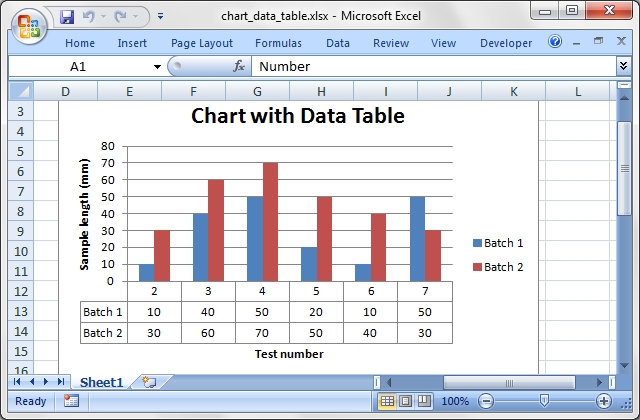 chart_data_table.xlsx - Microsoft Excel
Home Insert Page Layout Formulas Data View Developer
A1 fx Number
D E F G H I J K L
3
4
5
6
7
8
9
10
11
12
13
14
15
16
Chart with Data Table
Sample length (mm)
80
70
60
50
40
30
20
10
0
2 3 4 5 6 7
Batch 1 10 40 50 20 10 50
Batch 2 30 60 70 50 40 30
Test number
Batch 1
Batch 2
Sheet1
Ready 100%